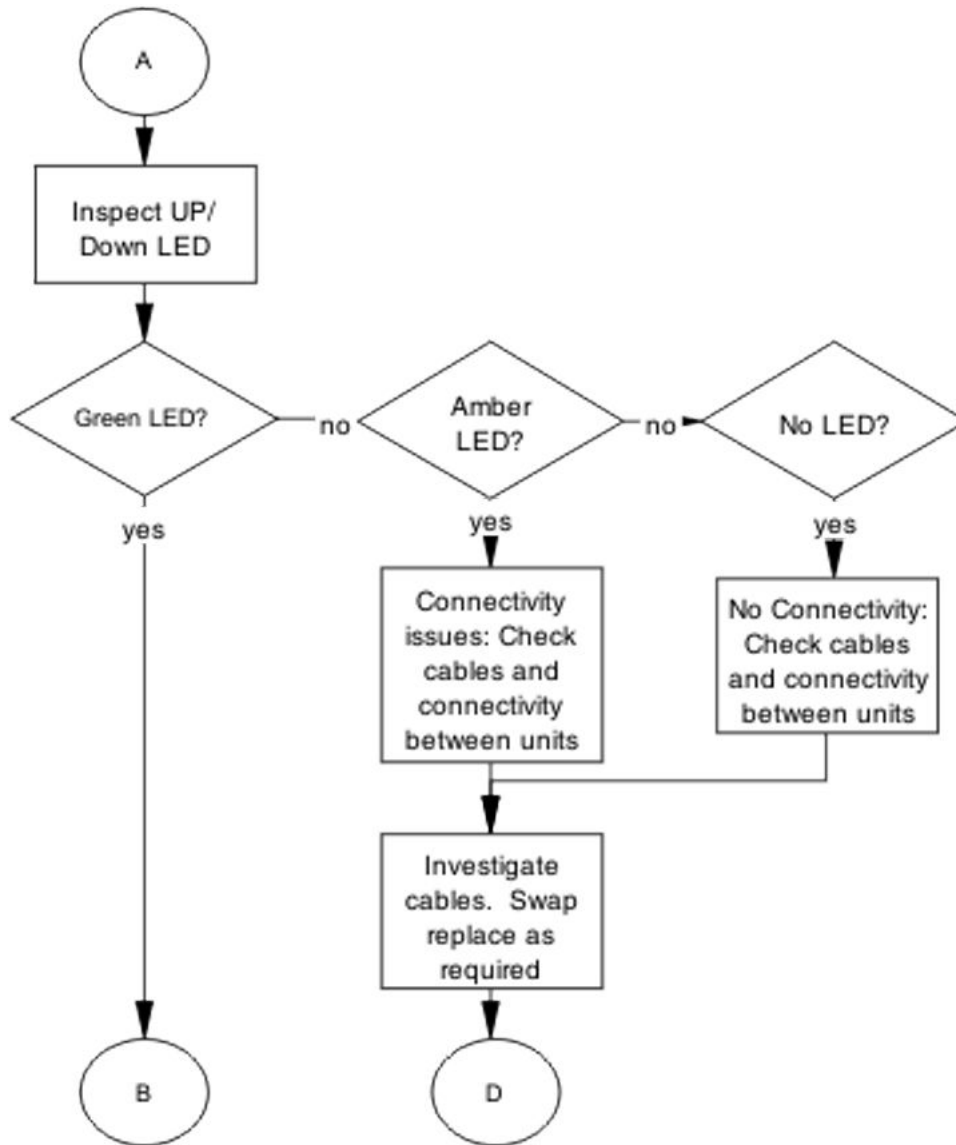 A
Inspect UP/
Down LED
Green LED?
no
Amber
LED?
no
No LED?
yes
yes
yes
Connectivity
issues: Check
cables and
connectivity
between units
No Connectivity:
Check cables
and connectivity
between units
Investigate
cables. Swap
replace as
required
B
D